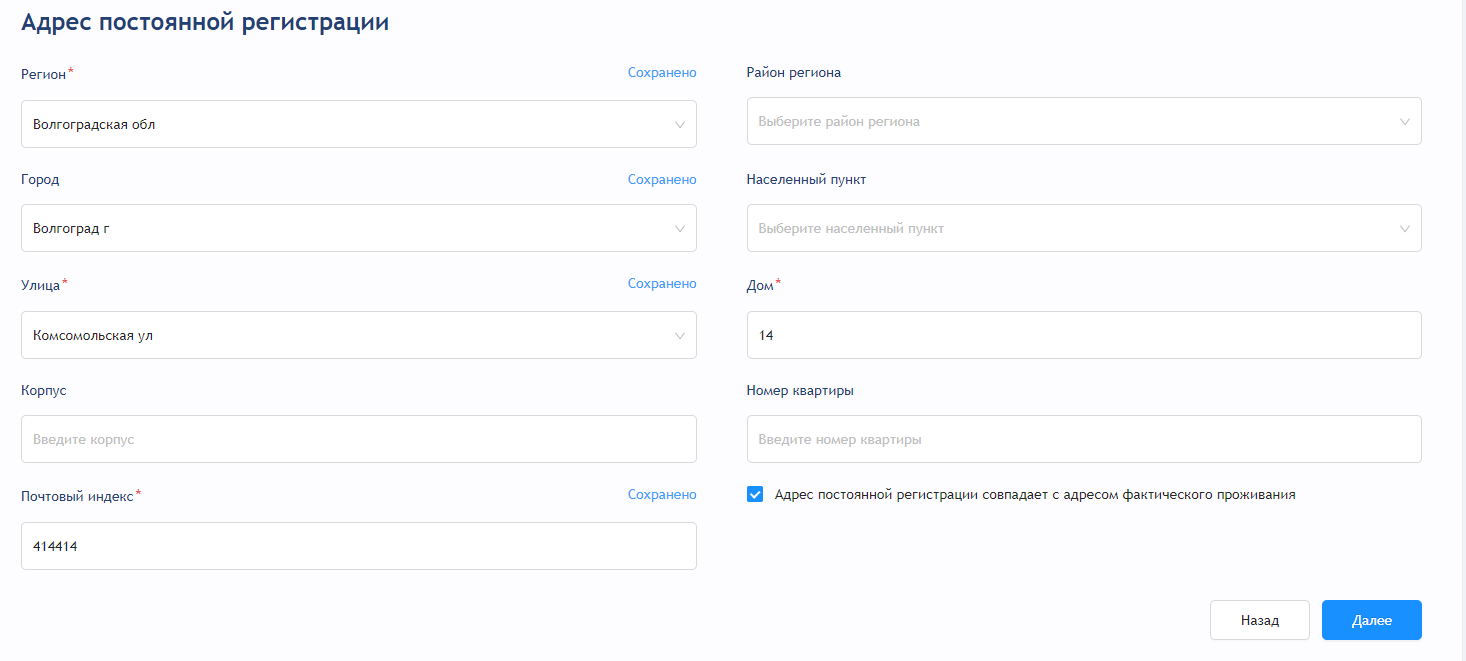 Адрес постоянной регистрации
Регион* Сохранено
Район региона
Волгоградская обл
Выберите район региона
Город Сохранено
Населенный пункт
Волгоград г
Выберите населенный пункт
Улица* Сохранено
Дом*
Комсомольская ул
14
Корпус
Номер квартиры
Введите корпус
Введите номер квартиры
Почтовый индекс* Сохранено
Адрес постоянной регистрации совпадает с адресом фактического проживания
414414
Назад
Далее